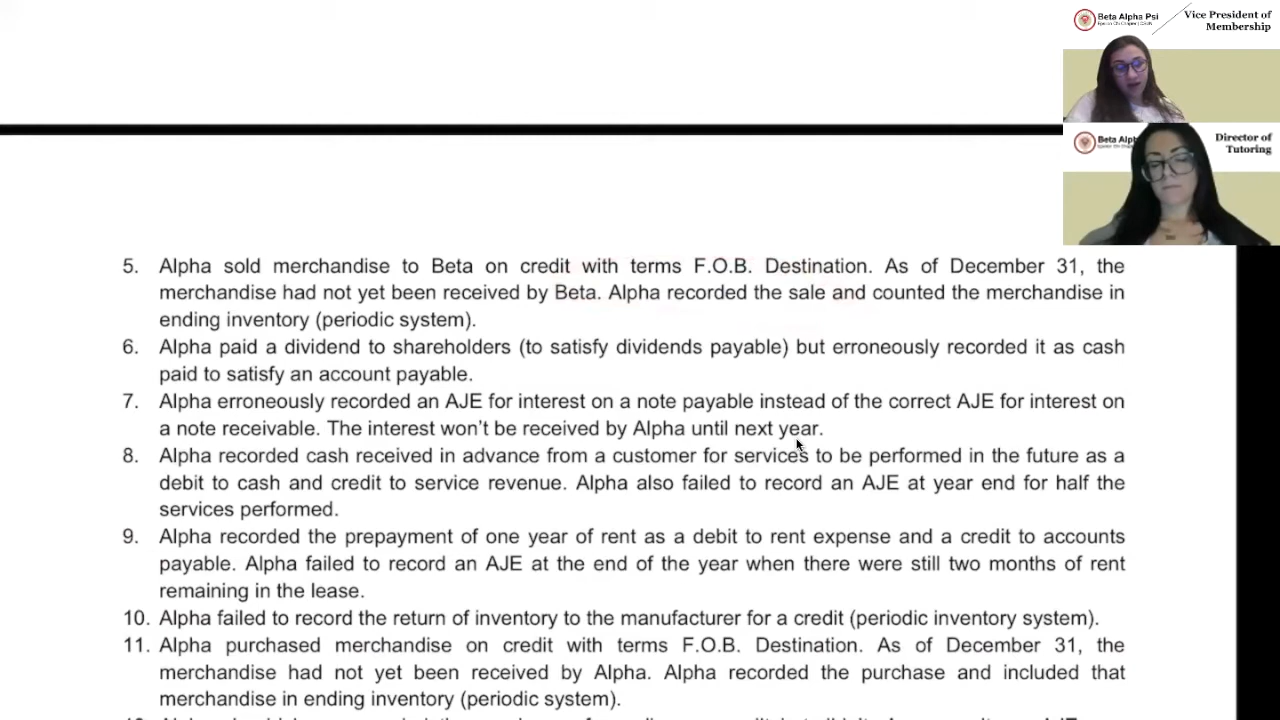 Beta Alpha Psi
Vice President of
Membership
Beta Alph
Director of
Tutoring
5. Alpha sold merchandise to Beta on credit with terms F.O.B. Destination. As of December 31, the
merchandise had not yet been received by Beta. Alpha recorded the sale and counted the merchandise in
ending inventory (periodic system).
6. Alpha paid a dividend to shareholders (to satisfy dividends payable) but erroneously recorded it as cash
paid to satisfy an account payable.
7. Alpha erroneously recorded an AJE for interest on a note payable instead of the correct AJE for interest on
a note receivable. The interest won't be received by Alpha until next year.
8. Alpha recorded cash received in advance from a customer for services to be performed in the future as a
debit to cash and credit to service revenue. Alpha also failed to record an AJE at year end for half the
services performed.
9. Alpha recorded the prepayment of one year of rent as a debit to rent expense and a credit to accounts
payable. Alpha failed to record an AJE at the end of the year when there were still two months of rent
remaining in the lease.
10. Alpha failed to record the return of inventory to the manufacturer for a credit (periodic inventory system).
11. Alpha purchased merchandise on credit with terms F.O.B. Destination. As of December 31, the
merchandise had not yet been received by Alpha. Alpha recorded the purchase and included that
merchandise in ending inventory (periodic system).